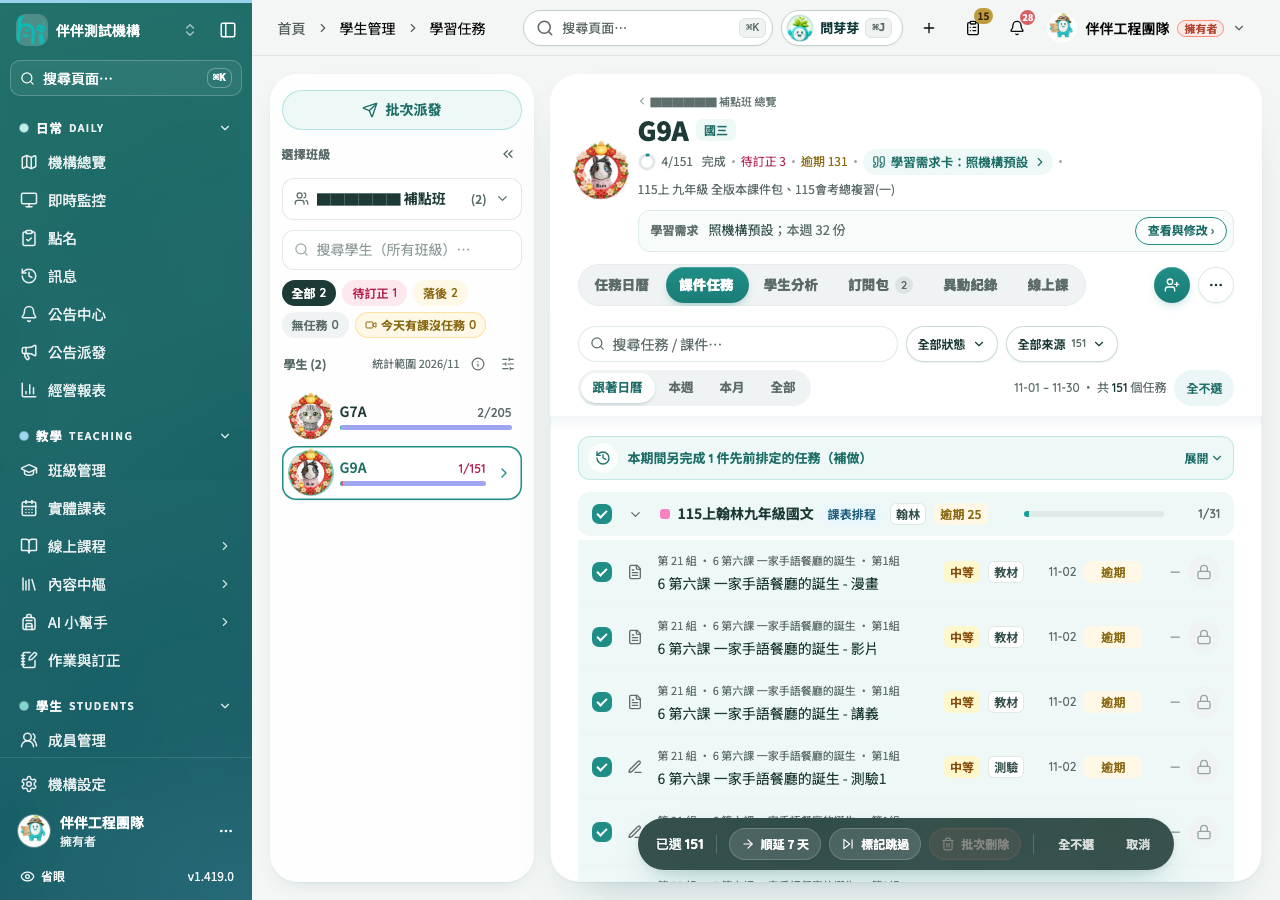 伴伴測試機構
搜尋頁面… ⌘K
日常 DAILY
機構總覽
即時監控
點名
訊息
公告中心
公告派發
經營報表
教學 TEACHING
班級管理
實體課表
線上課程
內容中樞
AI 小幫手
作業與訂正
學生 STUDENTS
成員管理
機構設定
伴伴工程團隊
擁有者
省眼 v1.419.0
首頁 學生管理 學習任務
搜尋頁面… ⌘K
問芽芽 ⌘J
15
28
伴伴工程團隊 擁有者
批次派發
選擇班級
補點班 (2)
搜尋學生（所有班級）…
全部 2 待訂正 1 落後 2
無任務 0 今天有課沒任務 0
學生 (2) 統計範圍 2026/11
G7A 2/205
G9A 1/151
補點班 總覽
G9A 國三
4/151 完成 • 待訂正 3 • 逾期 131 • 學習需求卡：照機構預設 •
115上 九年級 全版本課件包、115會考總複習(一)
學習需求 照機構預設；本週 32 份 查看與修改 ›
任務日曆 課件任務 學生分析 訂閱包 2 異動紀錄 線上課
搜尋任務 / 課件… 全部狀態 全部來源 151
跟著日曆 本週 本月 全部 11-01 – 11-30 • 共 151 個任務 全不選
本期間另完成 1 件先前排定的任務（補做） 展開
115上翰林九年級國文 課表排程 翰林 逾期 25 1/31
第 21 組 • 6 第六課 一家手語餐廳的誕生 • 第1組
6 第六課 一家手語餐廳的誕生 - 漫畫 中等 教材 11-02 逾期 —
第 21 組 • 6 第六課 一家手語餐廳的誕生 • 第1組
6 第六課 一家手語餐廳的誕生 - 影片 中等 教材 11-02 逾期 —
第 21 組 • 6 第六課 一家手語餐廳的誕生 • 第1組
6 第六課 一家手語餐廳的誕生 - 講義 中等 教材 11-02 逾期 —
第 21 組 • 6 第六課 一家手語餐廳的誕生 • 第1組
6 第六課 一家手語餐廳的誕生 - 測驗1 中等 測驗 11-02 逾期 —
已選 151 順延 7 天 標記跳過 批次刪除 全不選 取消